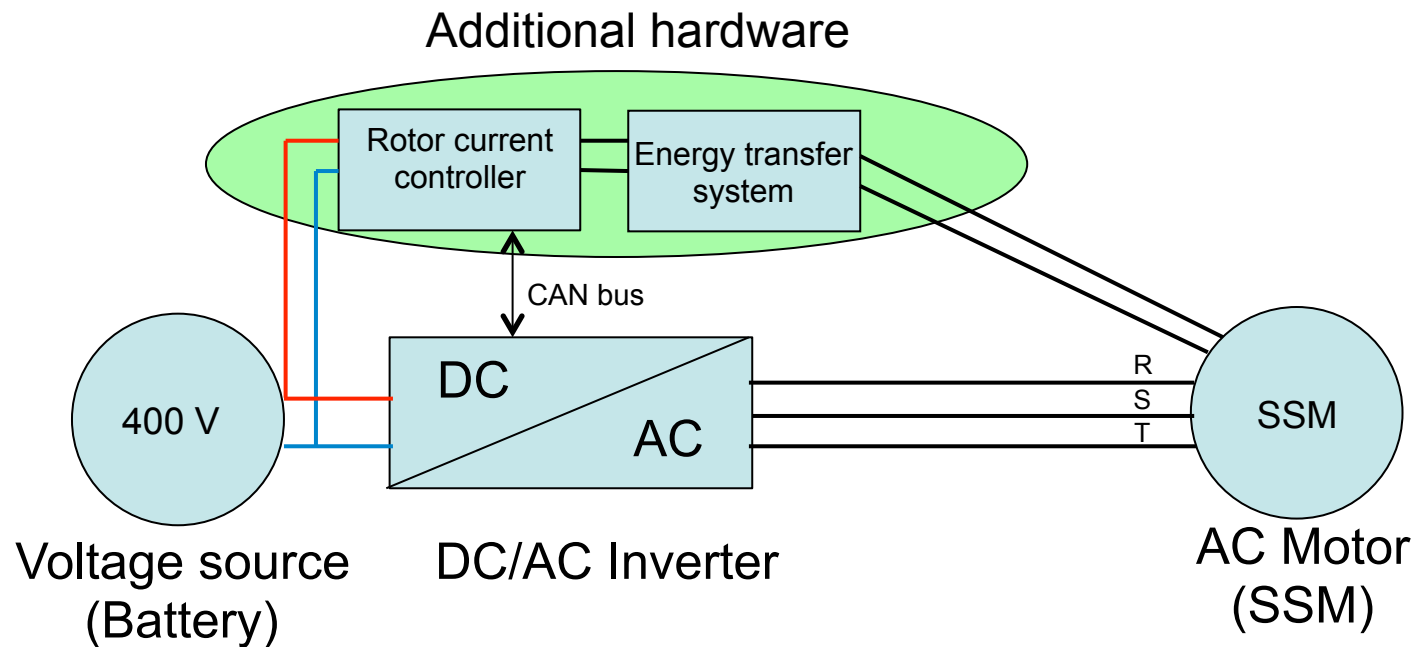 Additional hardware
Rotor current
controller
Energy transfer
system
CAN bus
DC
AC
400 V
R
S
T
SSM
Voltage source
(Battery)
DC/AC Inverter
AC Motor
(SSM)